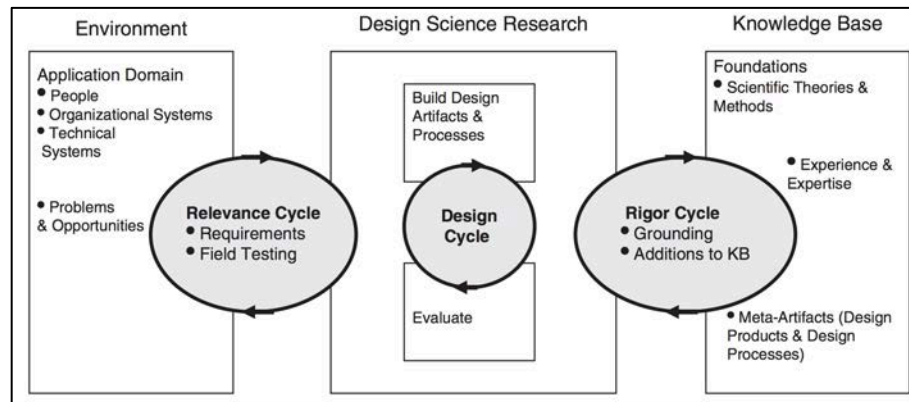 Environment
Design Science Research
Knowledge Base
Application Domain
● People
● Organizational Systems
● Technical
Systems
● Problems
& Opportunities
Relevance Cycle
● Requirements
● Field Testing
Build Design
Artifacts &
Processes
Design
Cycle
Evaluate
Rigor Cycle
● Grounding
● Additions to KB
Foundations
● Scientific Theories &
Methods
● Experience &
Expertise
● Meta-Artifacts (Design
Products & Design
Processes)